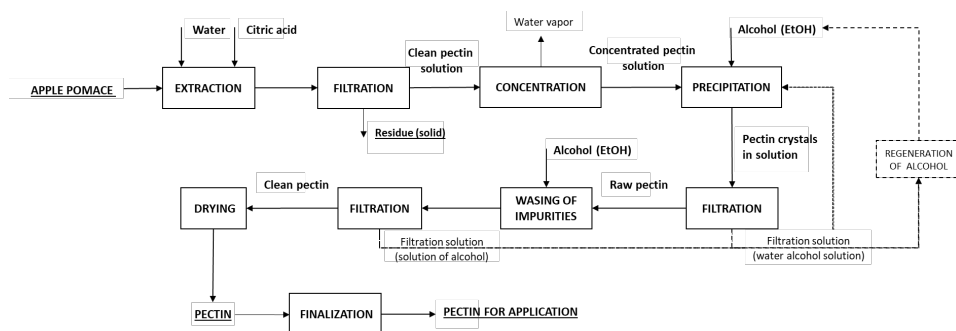 Water
Citric acid
Water vapor
Alcohol (EtOH)
Clean pectin
solution
Concentrated pectin
solution
APPLE POMACE
EXTRACTION
FILTRATION
CONCENTRATION
PRECIPITATION
Residue (solid)
Pectin crystals
in solution
REGENERATION
OF ALCOHOL
Alcohol (EtOH)
Clean pectin
Raw pectin
DRYING
FILTRATION
WASING OF
IMPURITIES
FILTRATION
Filtration solution
(solution of alcohol)
Filtration solution
(water alcohol solution)
PECTIN
FINALIZATION
PECTIN FOR APPLICATION